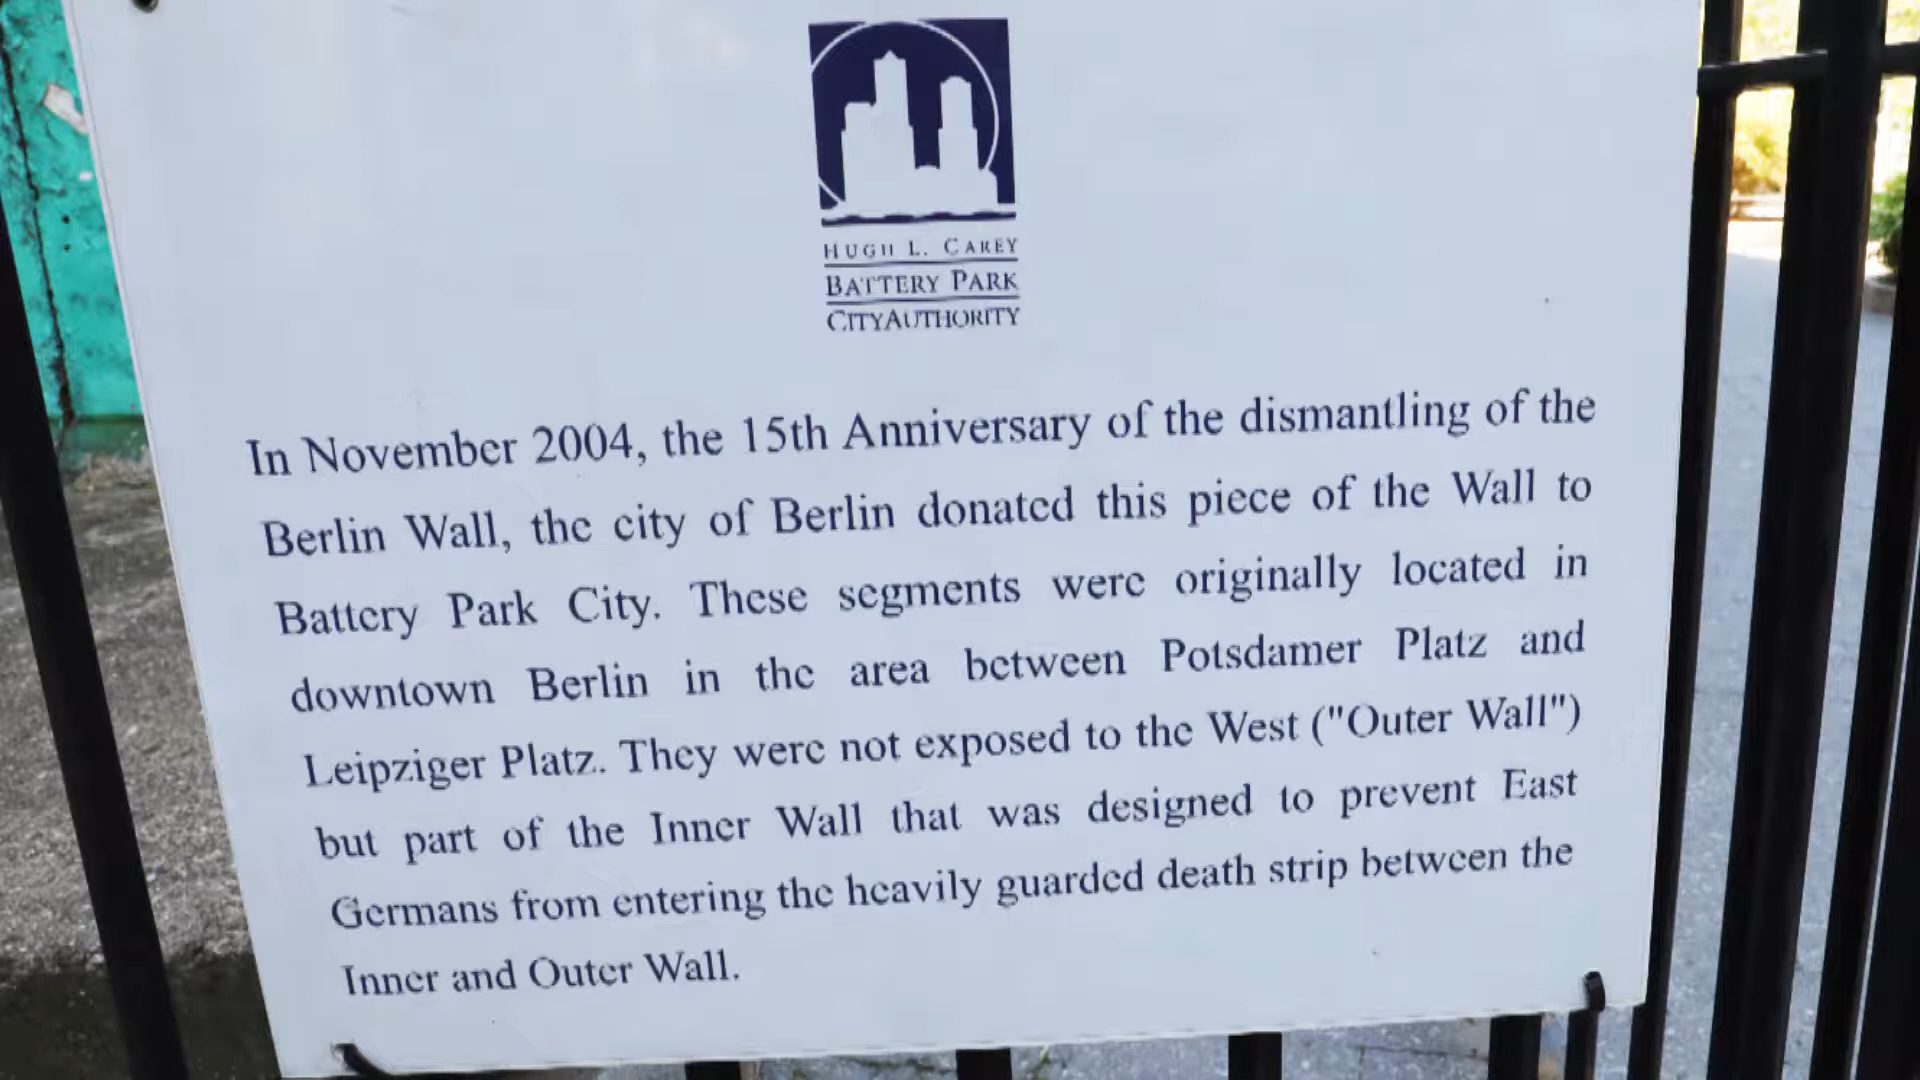 HUGH L. CAREY
BATTERY PARK
CITY AUTHORITY
In November 2004, the 15th Anniversary of the dismantling of the
Berlin Wall, the city of Berlin donated this piece of the Wall to
Battery Park City. These segments were originally located in
downtown Berlin in the area between Potsdamer Platz and
Leipziger Platz. They were not exposed to the West ("Outer Wall")
but part of the Inner Wall that was designed to prevent East
Germans from entering the heavily guarded death strip between the
Inner and Outer Wall.